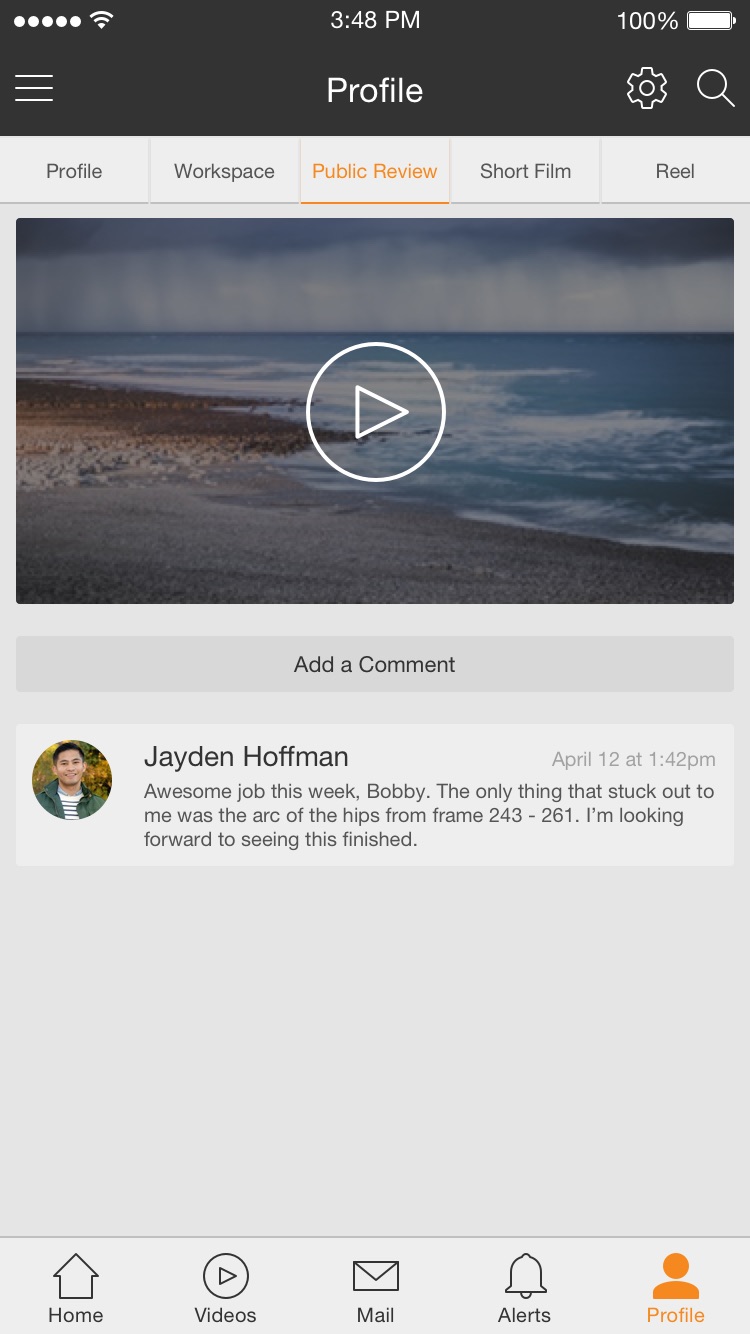 3:48 PM 100%
Profile
Profile Workspace Public Review Short Film Reel
Add a Comment
Jayden Hoffman April 12 at 1:42pm
Awesome job this week, Bobby. The only thing that stuck out to
me was the arc of the hips from frame 243 - 261. I’m looking
forward to seeing this finished.
Home Videos Mail Alerts Profile